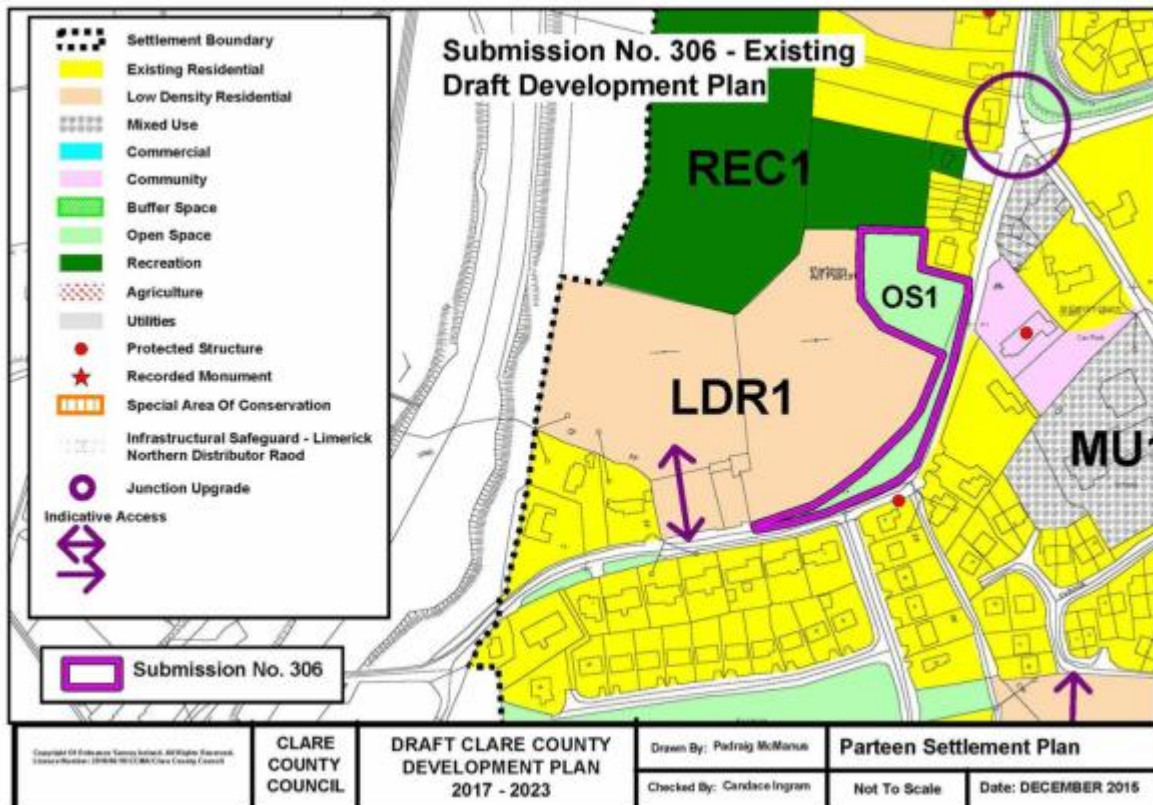 Settlement Boundary
Existing Residential
Low Density Residential
Mixed Use
Commercial
Community
Buffer Space
Open Space
Recreation
Agriculture
Utilities
Protected Structure
Recorded Monument
Special Area Of Conservation
Infrastructural Safeguard - Limerick
Northern Distributor Raod
Junction Upgrade
Indicative Access
Submission No. 306
Submission No. 306 - Existing
Draft Development Plan
REC1
OS1
LDR1
MU1
Car Park
CLARE
COUNTY
COUNCIL
DRAFT CLARE COUNTY
DEVELOPMENT PLAN
2017 - 2023
Drawn By: Padraig McManus
Checked By: Candace Ingram
Parteen Settlement Plan
Not To Scale
Date: DECEMBER 2015